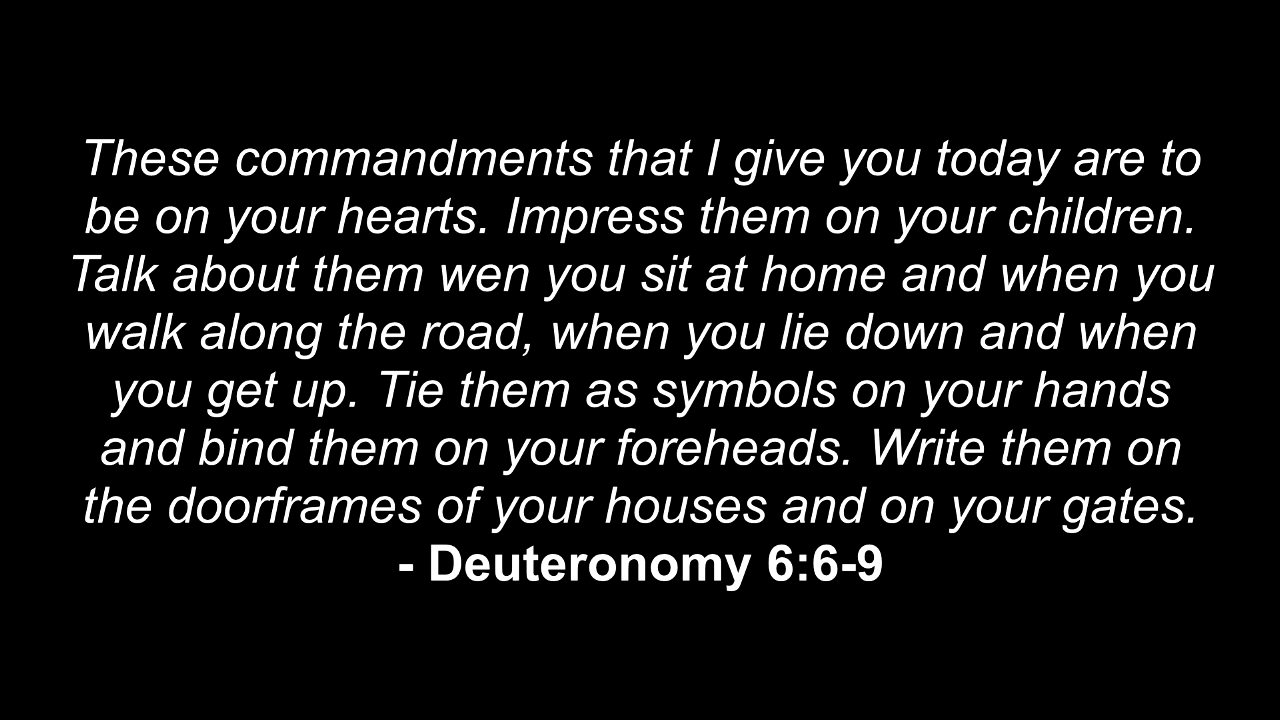 These commandments that I give you today are to
be on your hearts. Impress them on your children.
Talk about them wen you sit at home and when you
walk along the road, when you lie down and when
you get up. Tie them as symbols on your hands
and bind them on your foreheads. Write them on
the doorframes of your houses and on your gates.
- Deuteronomy 6:6-9